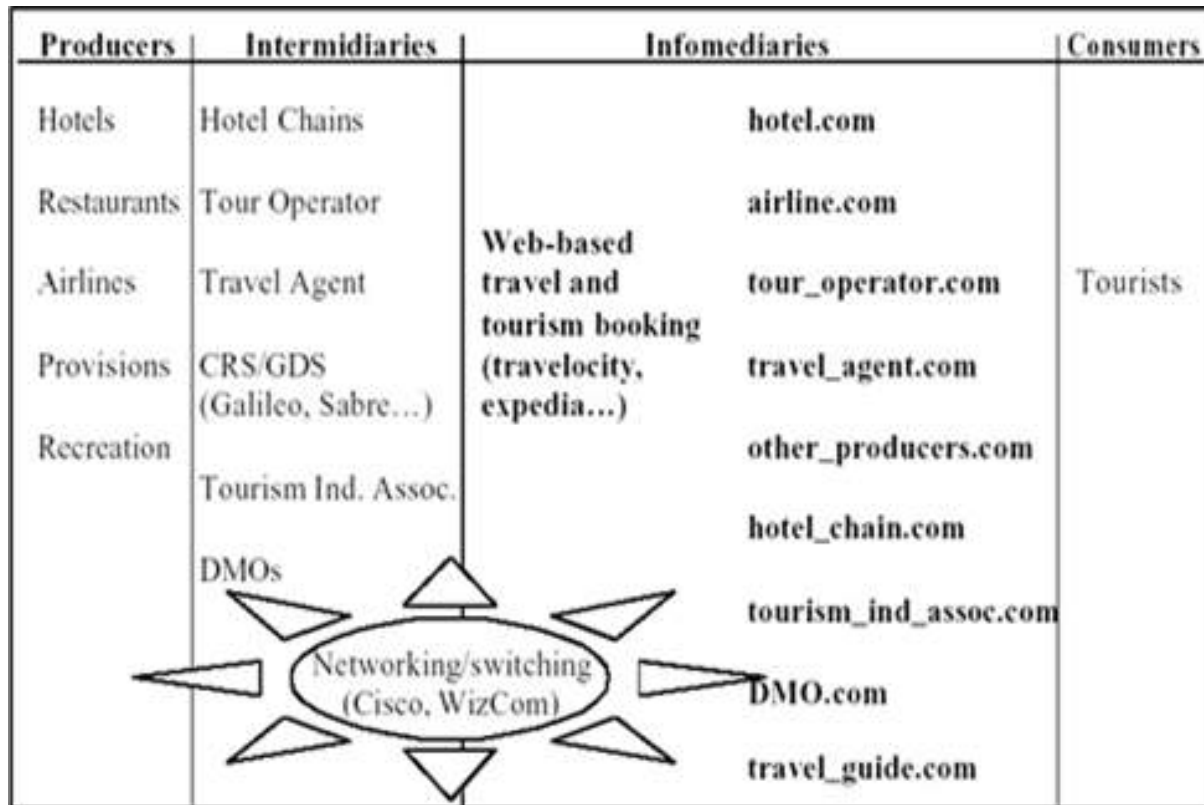 Producers
Intermidiaries
Infomediaries
Consumers
Hotels
Restaurants
Airlines
Provisions
Recreation
Hotel Chains
Tour Operator
Travel Agent
CRS/GDS
(Galileo, Sabre…)
Tourism Ind. Assoc.
DMOs
Networking/switching
(Cisco, WizCom)
Web-based
travel and
tourism booking
(travelocity,
expedia…)
hotel.com
airline.com
tour_operator.com
travel_agent.com
other_producers.com
hotel_chain.com
tourism_ind_assoc.com
DMO.com
travel_guide.com
Tourists